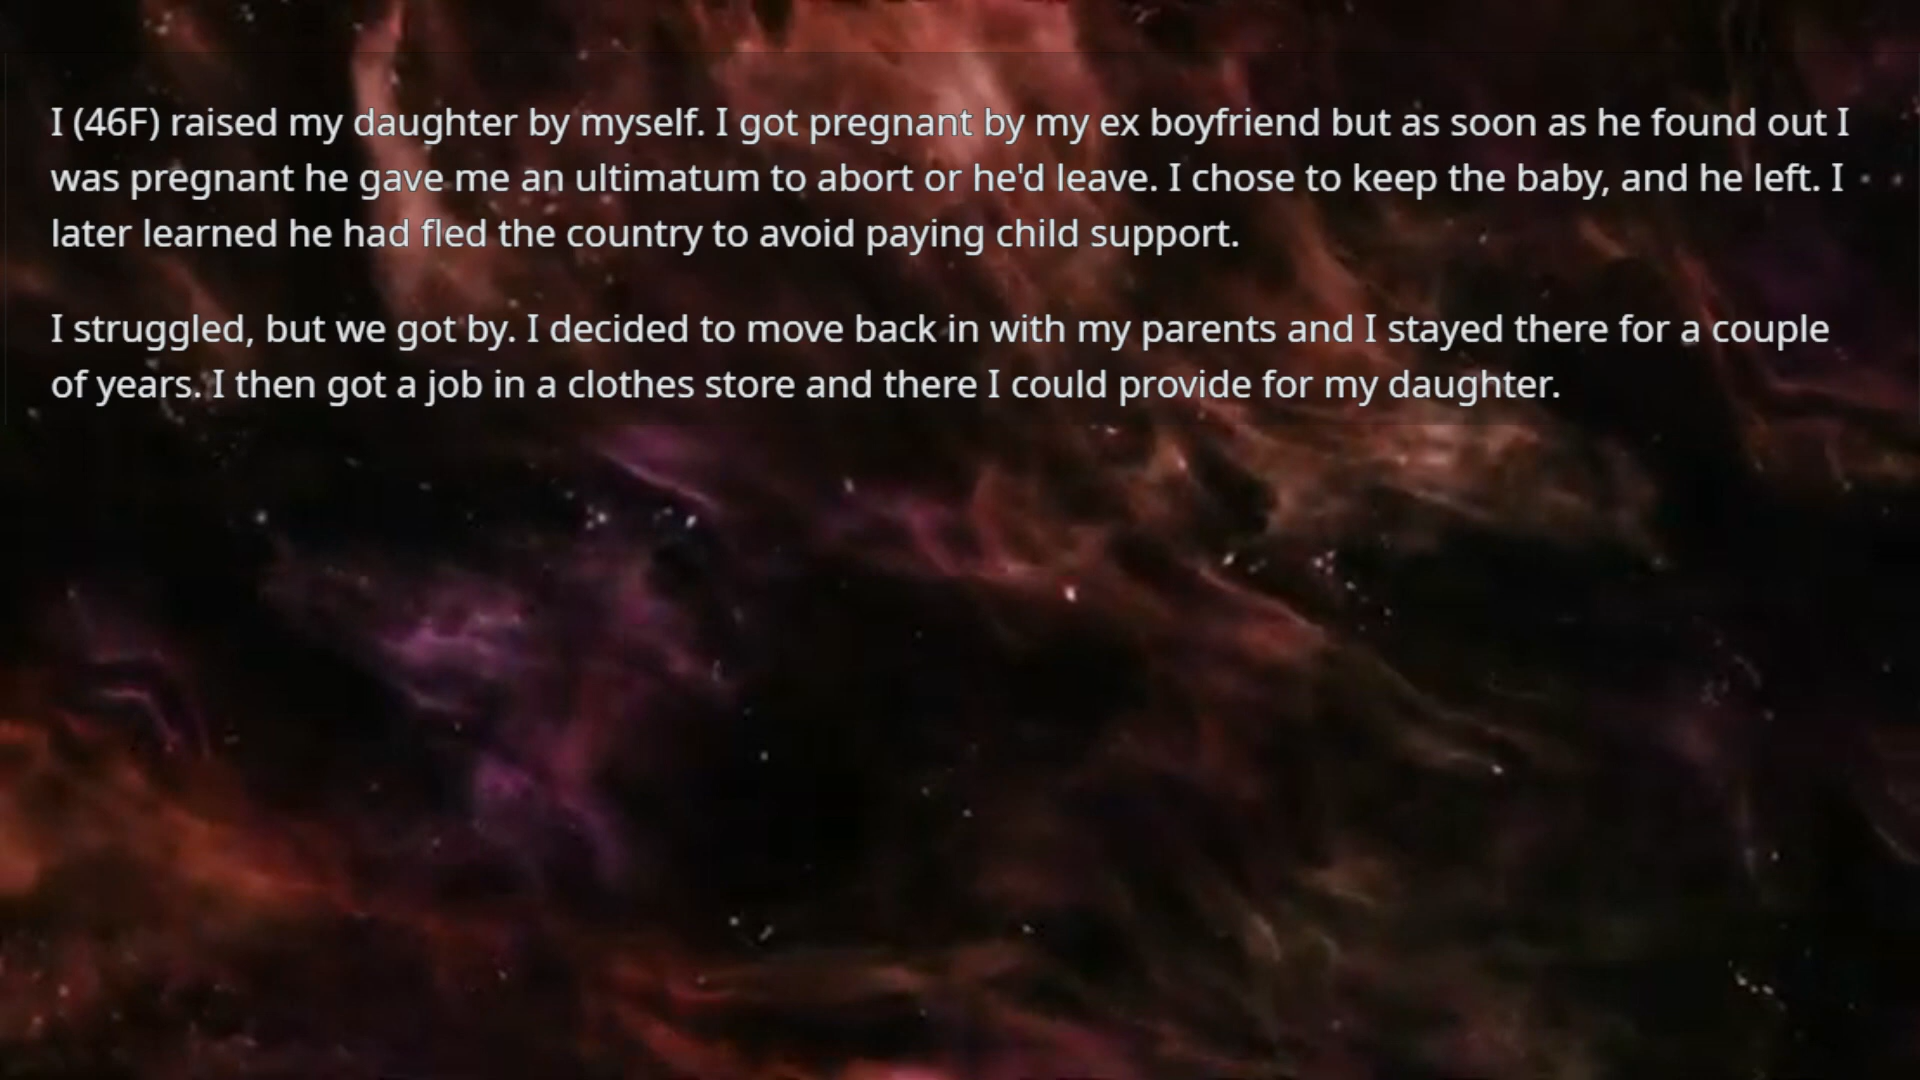 I (46F) raised my daughter by myself. I got pregnant by my ex boyfriend but as soon as he found out I
was pregnant he gave me an ultimatum to abort or he'd leave. I chose to keep the baby, and he left. I
later learned he had fled the country to avoid paying child support.
I struggled, but we got by. I decided to move back in with my parents and I stayed there for a couple
of years. I then got a job in a clothes store and there I could provide for my daughter.